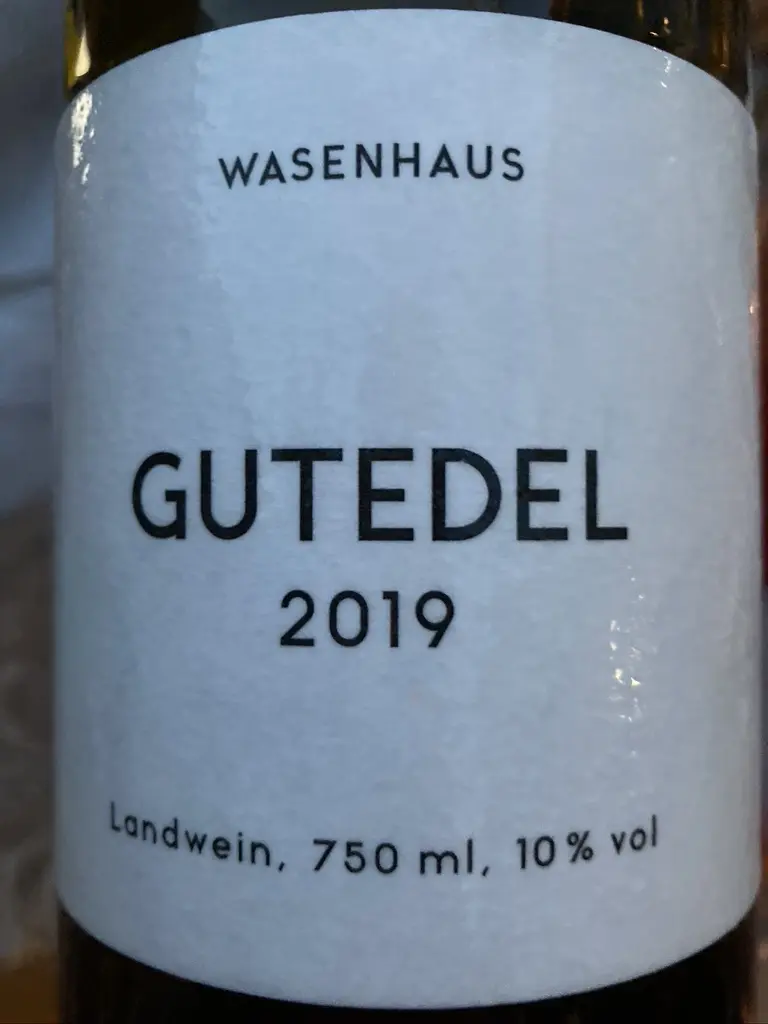 WASENHAUS
GUTEDEL
2019
Landwein, 750 ml, 10% vol